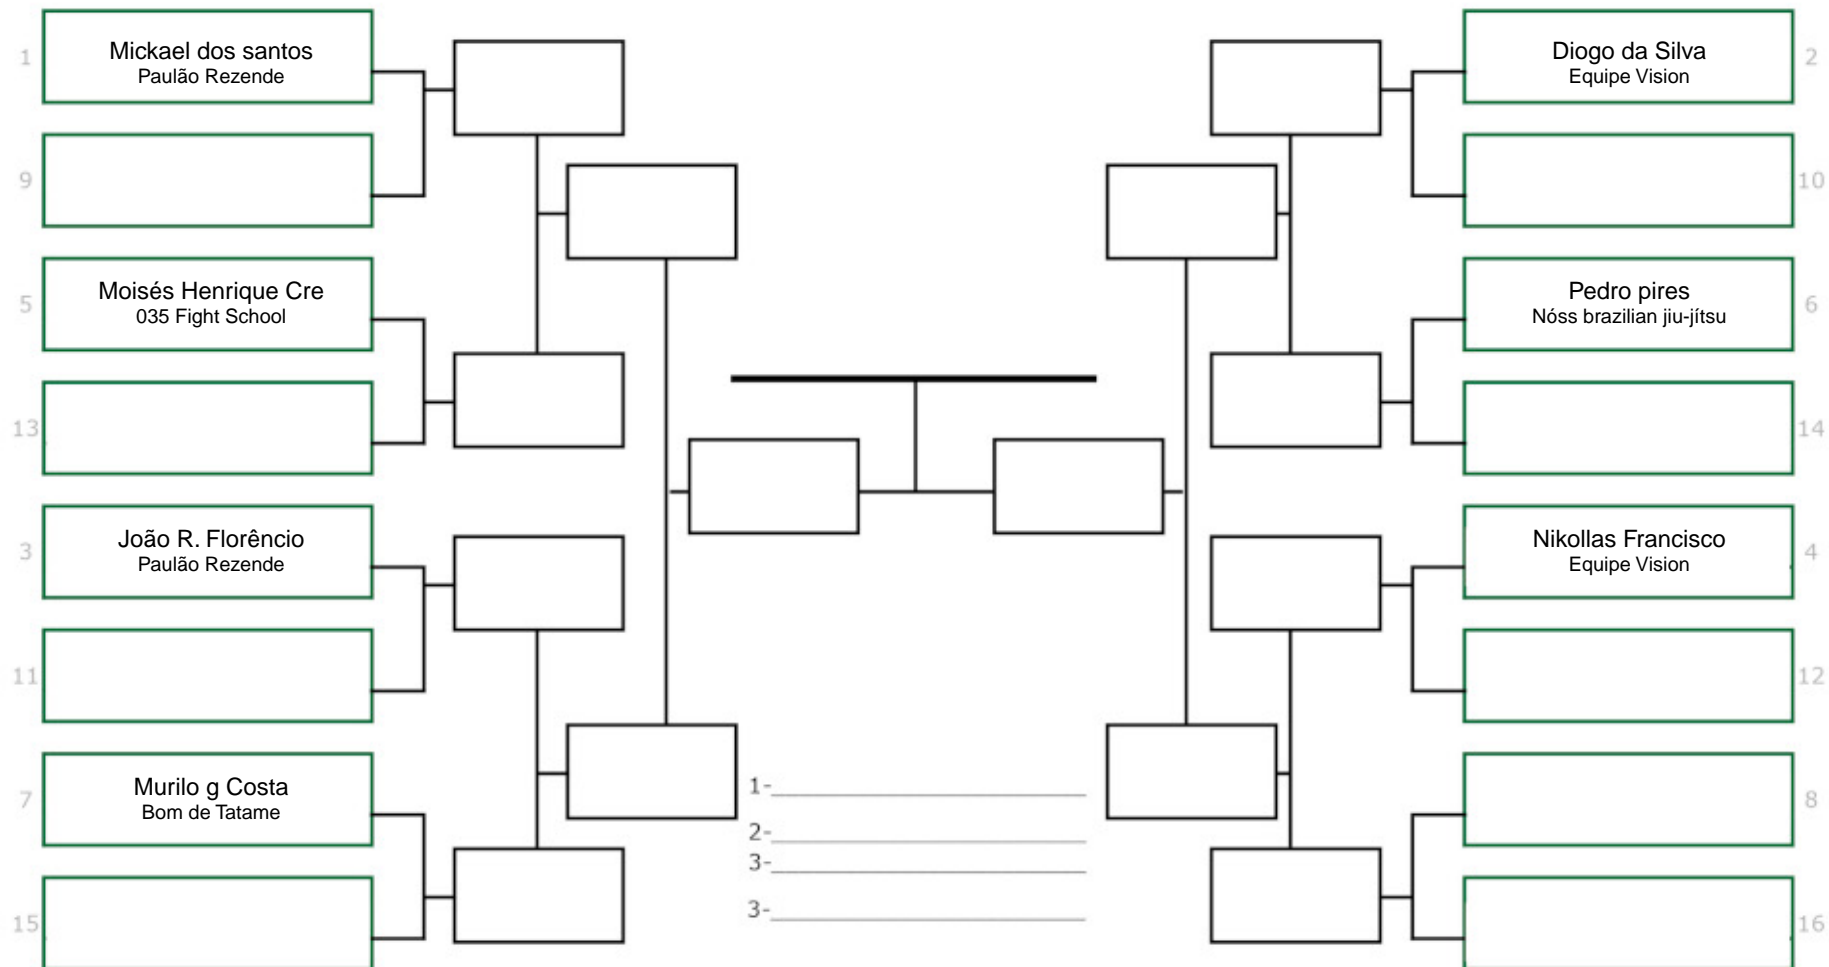 1
Mickael dos santos
Paulão Rezende
9
5
Moisés Henrique Cre
035 Fight School
13
3
João R. Florêncio
Paulão Rezende
11
7
Murilo g Costa
Bom de Tatame
15
1-
2-
3-
3-
Diogo da Silva
Equipe Vision
2
10
Pedro pires
Nóss brazilian jiu-jítsu
6
14
Nikollas Francisco
Equipe Vision
4
12
8
16